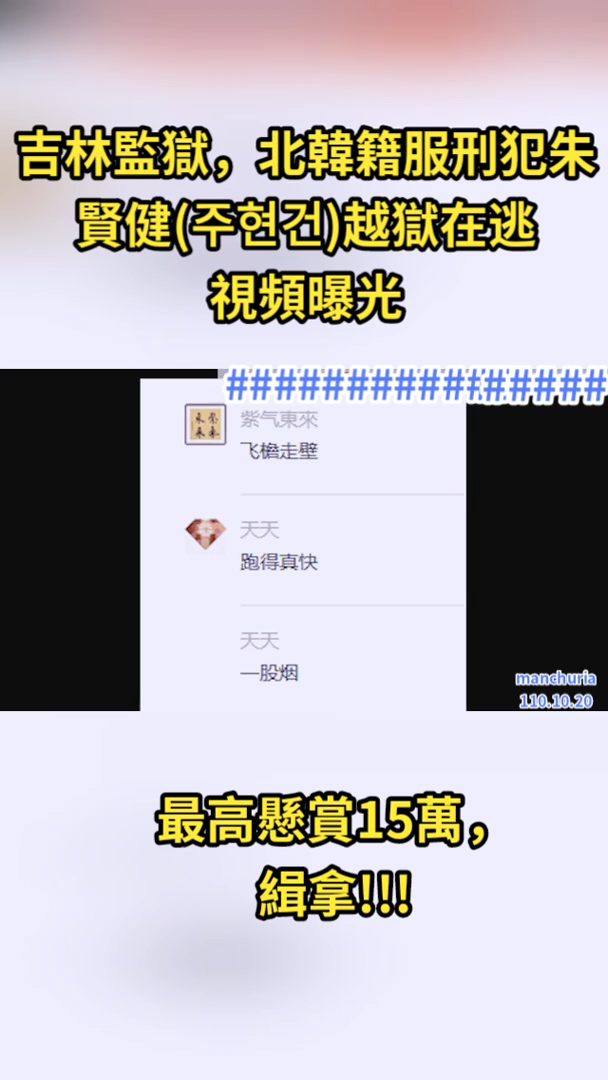 吉林監獄，北韓籍服刑犯朱
賢健(주현건)越獄在逃
視頻曝光
################
紫气東來
飞檐走壁
天天
跑得真快
天天
一股烟
manchuria
110.10.20
最高懸賞15萬，
緝拿!!!